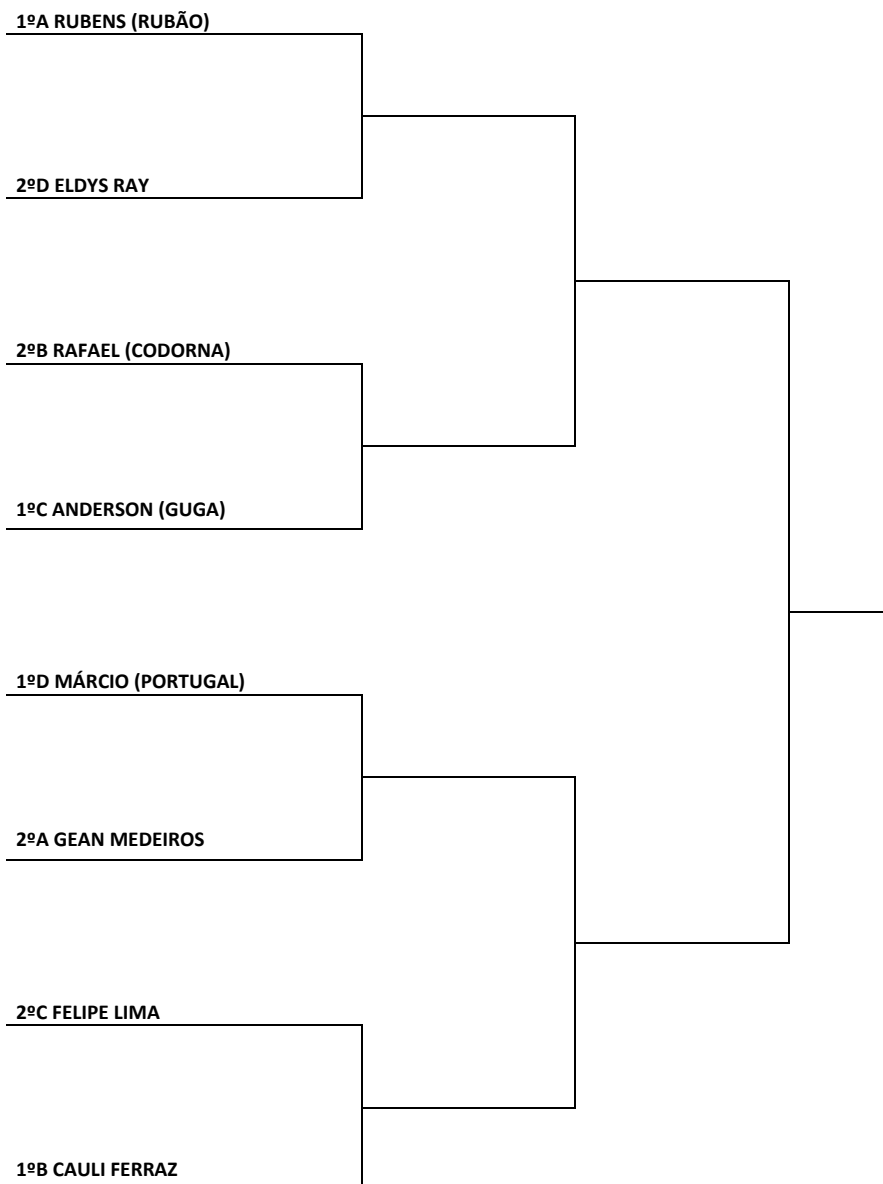 1ºA RUBENS (RUBÃO)
2ºD ELDYS RAY
2ºB RAFAEL (CODORNA)
1ºC ANDERSON (GUGA)
1ºD MÁRCIO (PORTUGAL)
2ºA GEAN MEDEIROS
2ºC FELIPE LIMA
1ºB CAULI FERRAZ